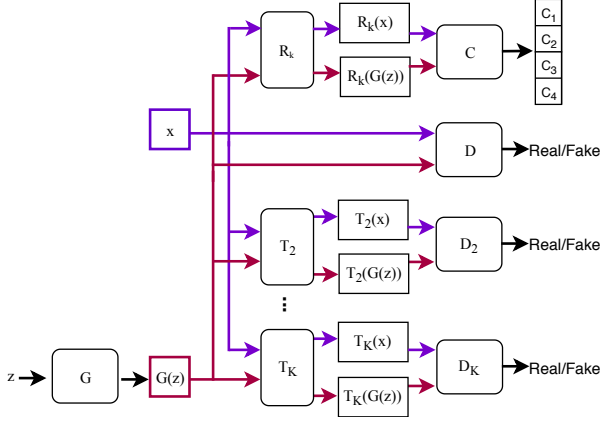 R_k
R_k(x)
R_k(G(z))
C
C_1
C_2
C_3
C_4
x
D
Real/Fake
T_2
T_2(x)
T_2(G(z))
D_2
Real/Fake
...
z
G
G(z)
T_K
T_K(x)
T_K(G(z))
D_K
Real/Fake